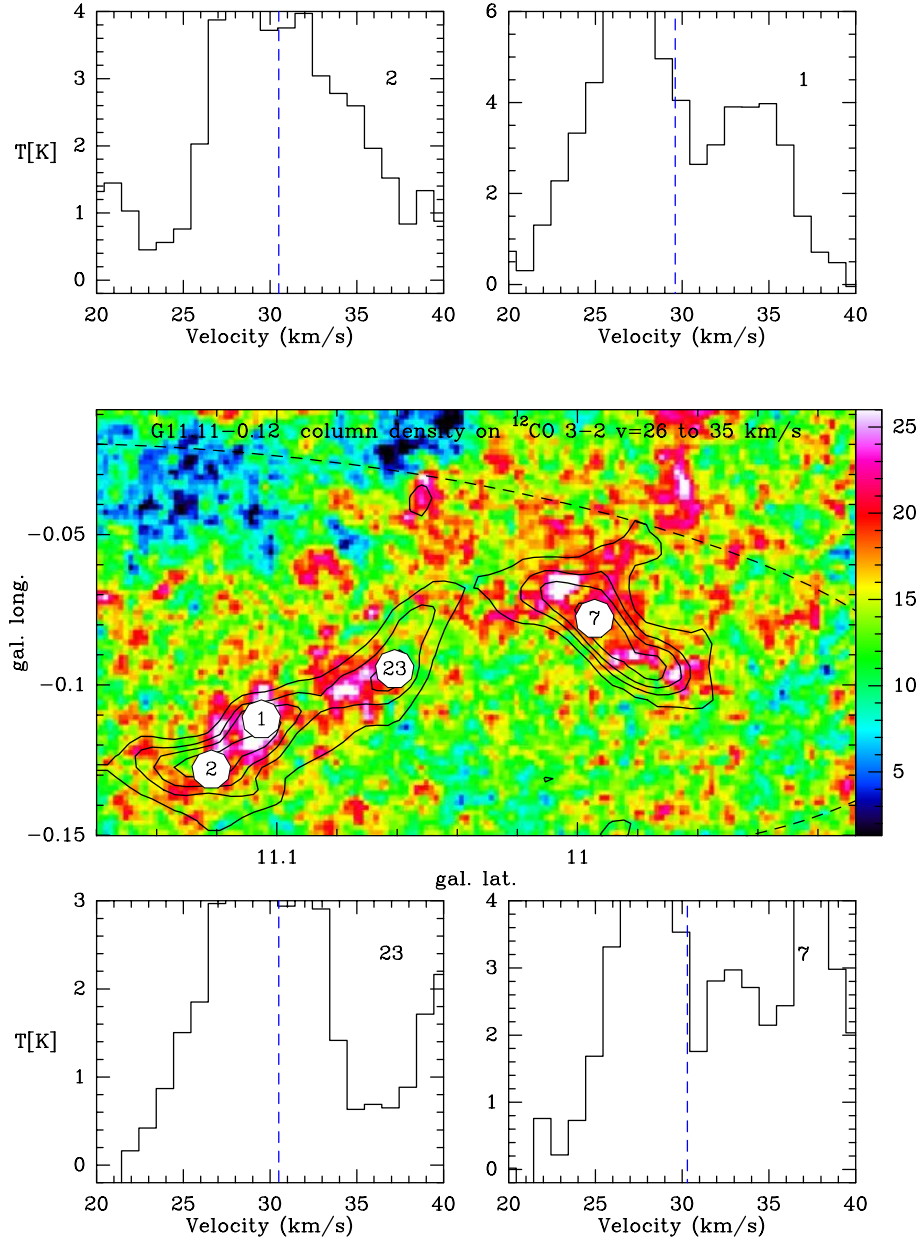 4
3
2
1
0
T[K]
2
20 25 30 35 40
Velocity (km/s)
6
4
2
0
1
20 25 30 35 40
Velocity (km/s)
G11.11−0.12 column density on ¹²CO 3−2 v=26 to 35 km/s
−0.05
−0.1
−0.15
gal. long.
7
23
1
2
11.1 11
gal. lat.
25
20
15
10
5
3
2
1
0
T[K]
23
20 25 30 35 40
Velocity (km/s)
4
3
2
1
0
7
20 25 30 35 40
Velocity (km/s)